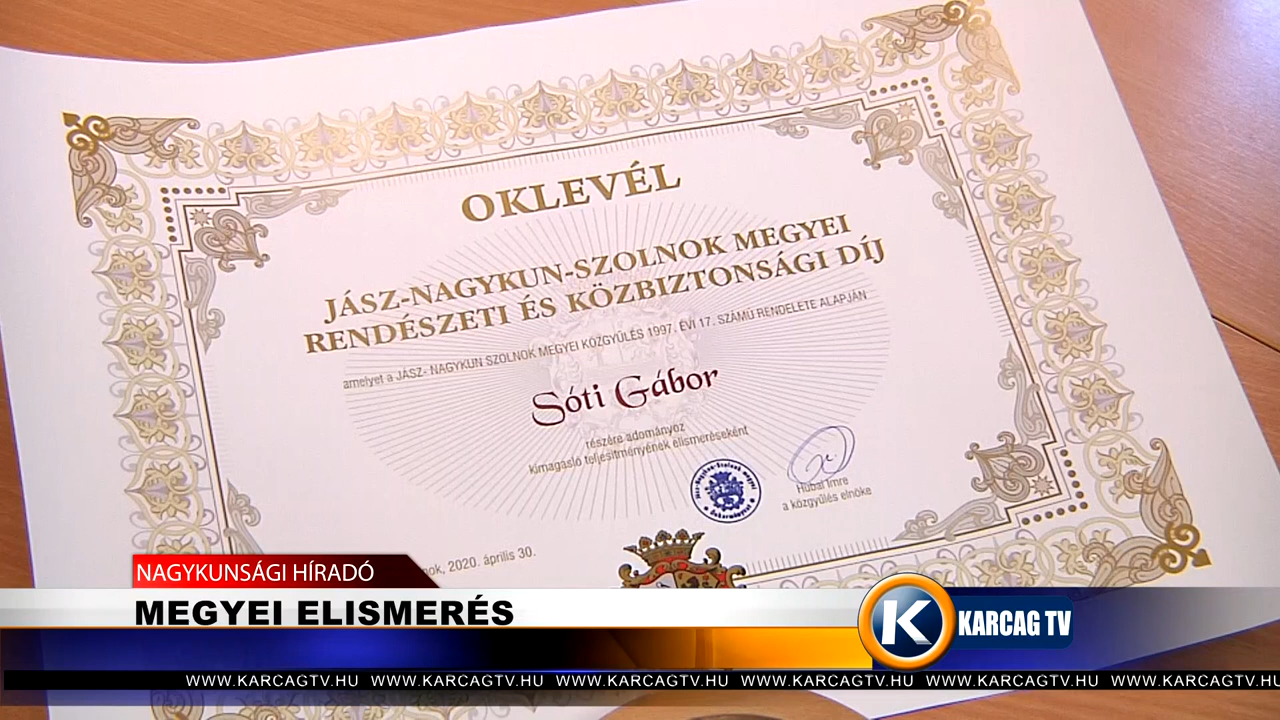 OKLEVÉL
JÁSZ-NAGYKUN-SZOLNOK MEGYEI
RENDÉSZETI ÉS KÖZBIZTONSÁGI DÍJ
amelyet a JÁSZ- NAGYKUN SZOLNOK MEGYEI KÖZGYŰLÉS 1997. ÉVI 17. SZÁMÚ RENDELETE ALAPJÁN
Sóti Gábor
részére adományoz
kimagasló teljesítményének elismeréseként
Jász-Nagykun-Szolnok megyei
Önkormányzat
Hubai Imre
a közgyűlés elnöke
nok, 2020. április 30.
NAGYKUNSÁGI HÍRADÓ
MEGYEI ELISMERÉS
K KARCAG TV
WWW.KARCAGTV.HU WWW.KARCAGTV.HU WWW.KARCAGTV.HU WWW.KARCAGTV.HU WWW.KARCAGTV.HU WWW.KARCAGTV.HU